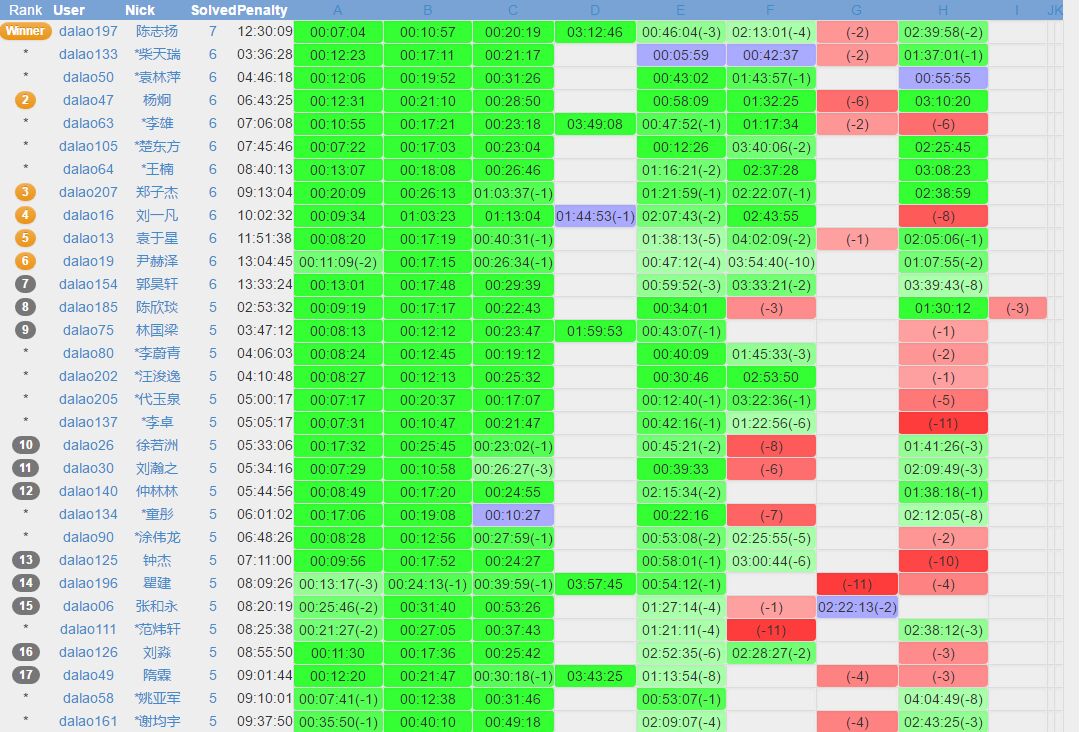 Rank User Nick Solved Penalty A B C D E F G H I J K
Winner dalao197 陈志扬 7 12:30:09 00:07:04 00:10:57 00:20:19 03:12:46 00:46:04(-3) 02:13:01(-4) (-2) 02:39:58(-2)
* dalao133 *柴天瑞 6 03:36:28 00:12:23 00:17:11 00:21:17 00:05:59 00:42:37 (-2) 01:37:01(-1)
* dalao50 *袁林萍 6 04:46:18 00:12:06 00:19:52 00:31:26 00:43:02 01:43:57(-1) 00:55:55
2 dalao47 杨炯 6 06:43:25 00:12:31 00:21:10 00:28:50 00:58:09 01:32:25 (-6) 03:10:20
* dalao63 *李雄 6 07:06:08 00:10:55 00:17:21 00:23:18 03:49:08 00:47:52(-1) 01:17:34 (-2) (-6)
* dalao105 *楚东方 6 07:45:46 00:07:22 00:17:03 00:23:04 00:12:26 03:40:06(-2) 02:25:45
* dalao64 *王楠 6 08:40:13 00:13:07 00:18:08 00:26:46 01:16:21(-2) 02:37:28 03:08:23
3 dalao207 郑子杰 6 09:13:04 00:20:09 00:26:13 01:03:37(-1) 01:21:59(-1) 02:22:07(-1) 02:38:59
4 dalao16 刘一凡 6 10:02:32 00:09:34 01:03:23 01:13:04 01:44:53(-1) 02:07:43(-2) 02:43:55 (-8)
5 dalao13 袁于星 6 11:51:38 00:08:20 00:17:19 00:40:31(-1) 01:38:13(-5) 04:02:09(-2) (-1) 02:05:06(-1)
6 dalao19 尹赫泽 6 13:04:45 00:11:09(-2) 00:17:15 00:26:34(-1) 00:47:12(-4) 03:54:40(-10) 01:07:55(-2)
7 dalao154 郭昊轩 6 13:33:24 00:13:01 00:17:48 00:29:39 00:59:52(-3) 03:33:21(-2) 03:39:43(-8)
8 dalao185 陈欣琰 5 02:53:32 00:09:19 00:17:17 00:22:43 00:34:01 (-3) 01:30:12 (-3)
9 dalao75 林国梁 5 03:47:12 00:08:13 00:12:12 00:23:47 01:59:53 00:43:07(-1) (-1)
* dalao80 *李蔚青 5 04:06:03 00:08:24 00:12:45 00:19:12 00:40:09 01:45:33(-3) (-2)
* dalao202 *汪浚逸 5 04:10:48 00:08:27 00:12:13 00:25:32 00:30:46 02:53:50 (-1)
* dalao205 *代玉泉 5 05:00:17 00:07:17 00:20:37 00:17:07 00:12:40(-1) 03:22:36(-1) (-5)
* dalao137 *李卓 5 05:05:17 00:07:31 00:10:47 00:21:47 00:42:16(-1) 01:22:56(-6) (-11)
10 dalao26 徐若洲 5 05:33:06 00:17:32 00:25:45 00:23:02(-1) 00:45:21(-2) (-8) 01:41:26(-3)
11 dalao30 刘瀚之 5 05:34:16 00:07:29 00:10:58 00:26:27(-3) 00:39:33 (-6) 02:09:49(-3)
12 dalao140 仲林林 5 05:44:56 00:08:49 00:17:20 00:24:55 02:15:34(-2) 01:38:18(-1)
* dalao134 *童彤 5 06:01:02 00:17:06 00:19:08 00:10:27 00:22:16 (-7) 02:12:05(-8)
* dalao90 *涂伟龙 5 06:48:26 00:08:28 00:12:56 00:27:59(-1) 00:53:08(-2) 02:25:55(-5) (-2)
13 dalao125 钟杰 5 07:11:00 00:09:56 00:17:52 00:24:27 00:58:01(-1) 03:00:44(-6) (-10)
14 dalao196 瞿建 5 08:09:26 00:13:17(-3) 00:24:13(-1) 00:39:59(-1) 03:57:45 00:54:12(-1) (-11) (-4)
15 dalao06 张和永 5 08:20:19 00:25:46(-2) 00:31:40 00:53:26 01:27:14(-4) (-1) 02:22:13(-2)
* dalao111 *范炜轩 5 08:25:38 00:21:27(-2) 00:27:05 00:37:43 01:21:11(-4) (-11) 02:38:12(-3)
16 dalao126 刘淼 5 08:55:50 00:11:30 00:17:36 00:25:42 02:52:35(-6) 02:28:27(-2) (-3)
17 dalao49 隋霖 5 09:01:44 00:12:20 00:21:47 00:30:18(-1) 03:43:25 01:13:54(-8) (-4) (-3)
* dalao58 *姚亚军 5 09:10:01 00:07:41(-1) 00:12:38 00:31:46 00:53:07(-1) 04:04:49(-8)
* dalao161 *谢均宇 5 09:37:50 00:35:50(-1) 00:40:10 00:49:18 02:09:07(-4) (-4) 02:43:25(-3)